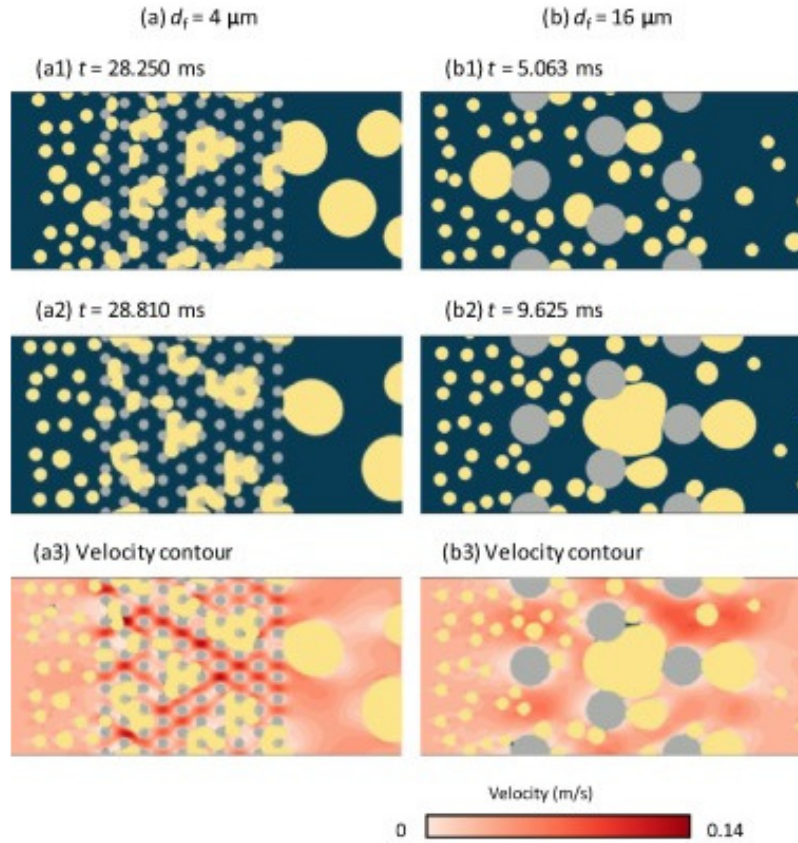 (a) d_f = 4 μm
(b) d_f = 16 μm
(a1) t = 28.250 ms
(b1) t = 5.063 ms
(a2) t = 28.810 ms
(b2) t = 9.625 ms
(a3) Velocity contour
(b3) Velocity contour
Velocity (m/s)
0
0.14